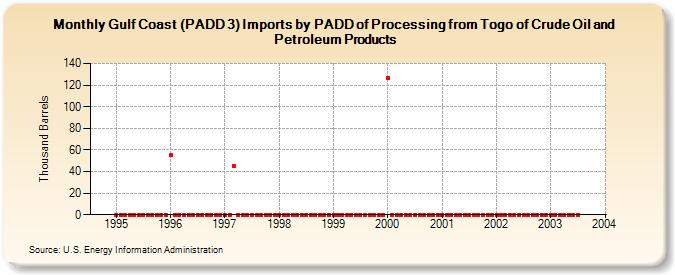 Monthly Gulf Coast (PADD 3) Imports by PADD of Processing from Togo of Crude Oil and
Petroleum Products
Thousand Barrels
140
120
100
80
60
40
20
0
1995 1996 1997 1998 1999 2000 2001 2002 2003 2004
Source: U.S. Energy Information Administration